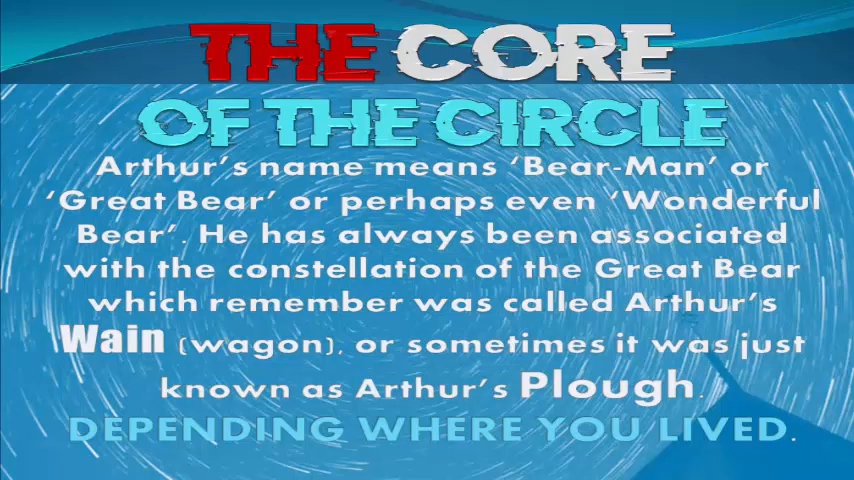 THE CORE
OF THE CIRCLE
Arthur's name means 'Bear-Man' or
'Great Bear' or perhaps even 'Wonderful
Bear'. He has always been associated
with the constellation of the Great Bear
which remember was called Arthur's
Wain (wagon), or sometimes it was just
known as Arthur's Plough.
DEPENDING WHERE YOU LIVED.